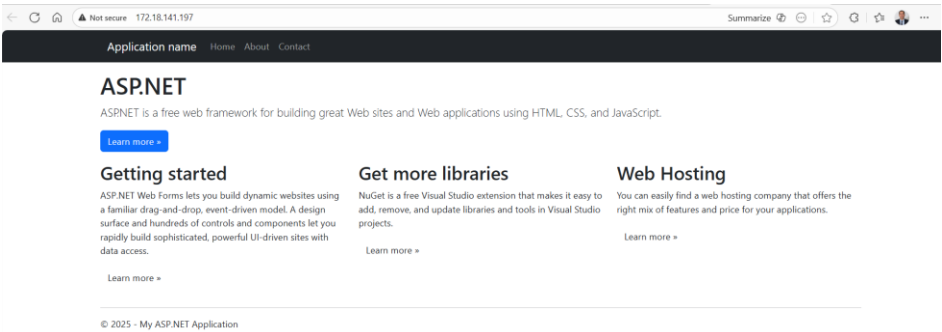 Not secure 172.18.141.197
Summarize
Application name Home About Contact
ASP.NET
ASP.NET is a free web framework for building great Web sites and Web applications using HTML, CSS, and JavaScript.
Learn more »
Getting started
ASP.NET Web Forms lets you build dynamic websites using
a familiar drag-and-drop, event-driven model. A design
surface and hundreds of controls and components let you
rapidly build sophisticated, powerful UI-driven sites with
data access.
Learn more »
Get more libraries
NuGet is a free Visual Studio extension that makes it easy to
add, remove, and update libraries and tools in Visual Studio
projects.
Learn more »
Web Hosting
You can easily find a web hosting company that offers the
right mix of features and price for your applications.
Learn more »
© 2025 - My ASP.NET Application